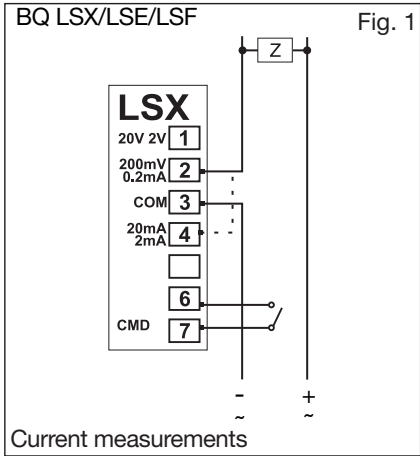 BQ LSX/LSE/LSF
Fig. 1
Z
LSX
20V 2V 1
200mV
0.2mA 2
COM 3
20mA
2mA 4
6
CMD 7
- +
~ ~
Current measurements